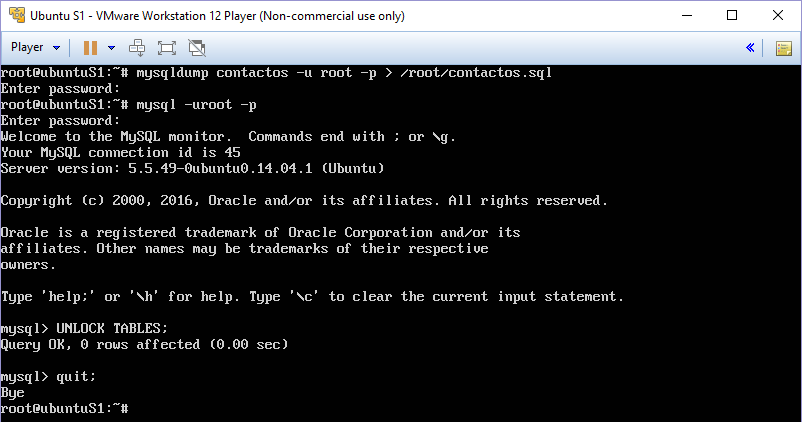 Ubuntu S1 - VMware Workstation 12 Player (Non-commercial use only)
Player
root@ubuntuS1:~# mysqldump contactos -u root -p > /root/contactos.sql
Enter password:
root@ubuntuS1:~# mysql -uroot -p
Enter password:
Welcome to the MySQL monitor.  Commands end with ; or \g.
Your MySQL connection id is 45
Server version: 5.5.49-0ubuntu0.14.04.1 (Ubuntu)
Copyright (c) 2000, 2016, Oracle and/or its affiliates. All rights reserved.
Oracle is a registered trademark of Oracle Corporation and/or its
affiliates. Other names may be trademarks of their respective
owners.
Type 'help;' or '\h' for help. Type '\c' to clear the current input statement.
mysql> UNLOCK TABLES;
Query OK, 0 rows affected (0.00 sec)
mysql> quit;
Bye
root@ubuntuS1:~#